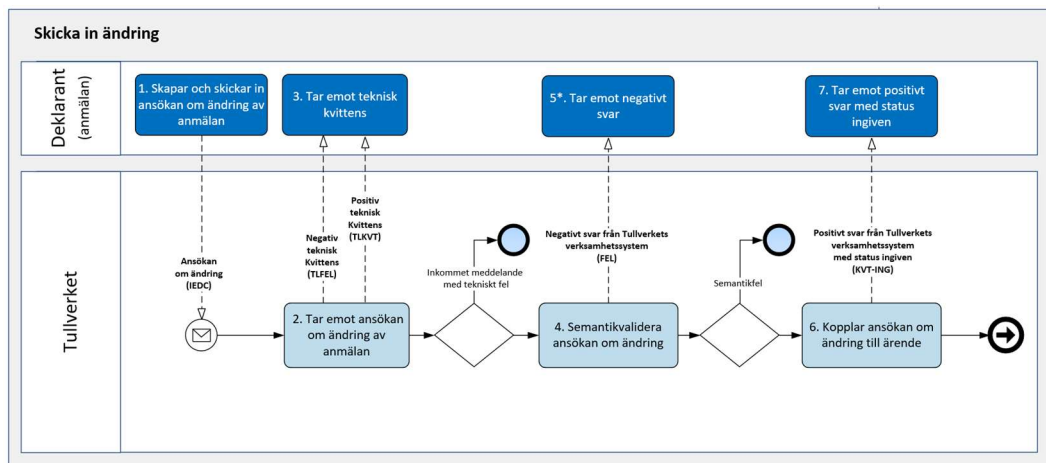 Skicka in ändring
Deklarant
(anmälan)
1. Skapar och skickar in
ansökan om ändring av
anmälan
3. Tar emot teknisk
kvittens
5*. Tar emot negativt
svar
7. Tar emot positivt
svar med status
ingiven
Tullverket
Ansökan
om ändring
(IEDC)
Negativ
teknisk
Kvittens
(TLFEL)
Positiv
teknisk
Kvittens
(TLKVT)
Inkommet meddelande
med tekniskt fel
Negativt svar från Tullverkets
verksamhetssystem
(FEL)
Semantikfel
Positivt svar från Tullverkets
verksamhetssystem
med status ingiven
(KVT-ING)
2. Tar emot ansökan
om ändring av
anmälan
4. Semantikvalidera
ansökan om ändring
6. Kopplar ansökan om
ändring till ärende